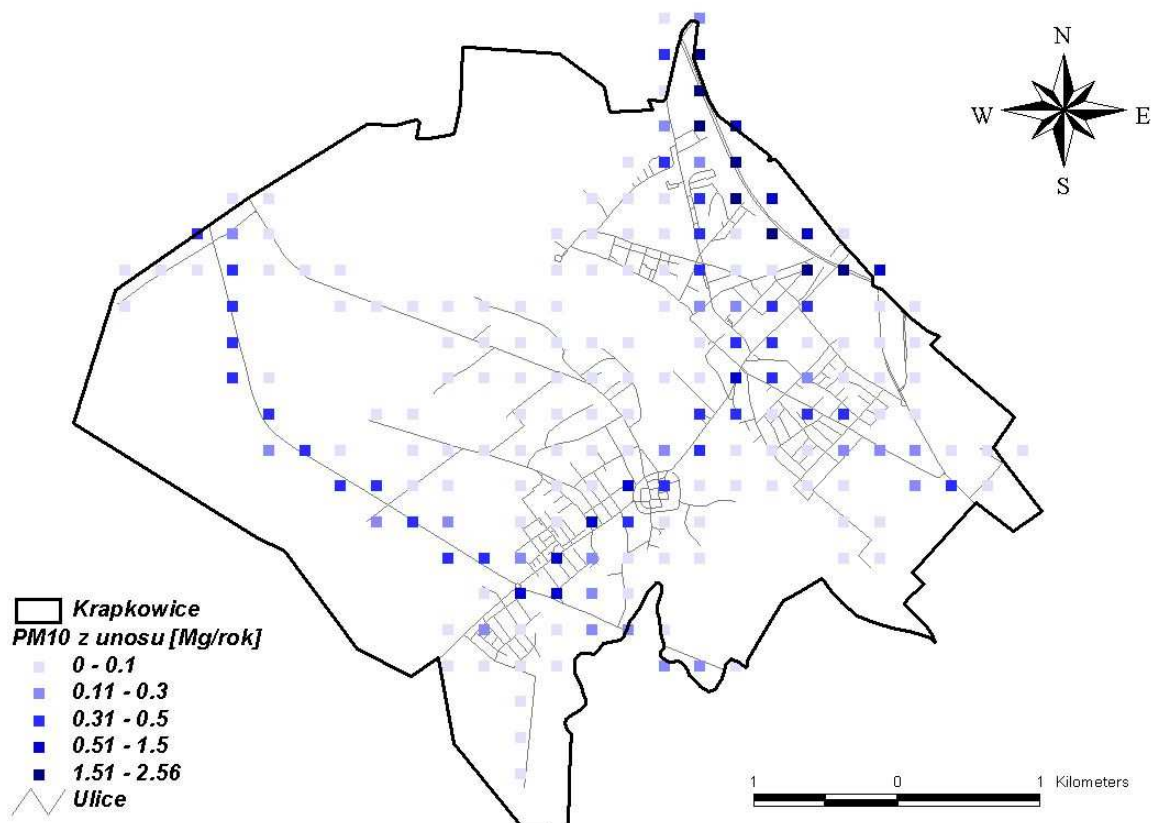 N
W E
S
Krapkowice
PM10 z unosu [Mg/rok]
0 - 0.1
0.11 - 0.3
0.31 - 0.5
0.51 - 1.5
1.51 - 2.56
Ulice
1 0 1 Kilometers